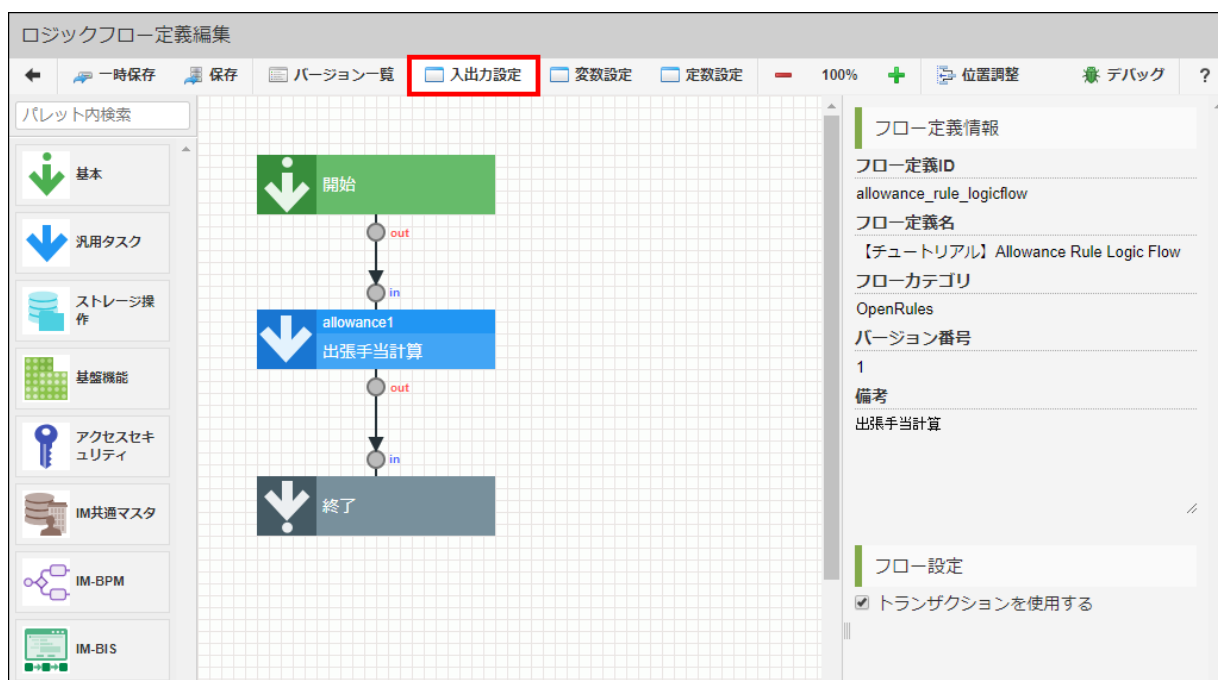 ロジックフロー定義編集
一時保存 保存 バージョン一覧 入出力設定 変数設定 定数設定 100% 位置調整 デバッグ ?
パレット内検索
基本
汎用タスク
ストレージ操
作
基盤機能
アクセスセキ
ュリティ
IM共通マスタ
IM-BPM
IM-BIS
開始
out
in
allowance1
出張手当計算
out
in
終了
フロー定義情報
フロー定義ID
allowance_rule_logicflow
フロー定義名
【チュートリアル】Allowance Rule Logic Flow
フローカテゴリ
OpenRules
バージョン番号
1
備考
出張手当計算
フロー設定
トランザクションを使用する